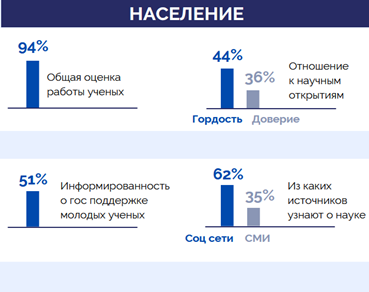 НАСЕЛЕНИЕ
94%
Общая оценка
работы ученых
44%
36%
Гордость Доверие
Отношение
к научным
открытиям
51%
Информированность
о гос поддержке
молодых ученых
62%
35%
Соц сети СМИ
Из каких
источников
узнают о науке